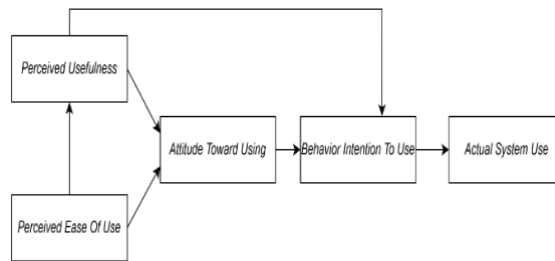 Perceived Usefulness
Attitude Toward Using
Behavior Intention To Use
Actual System Use
Perceived Ease Of Use